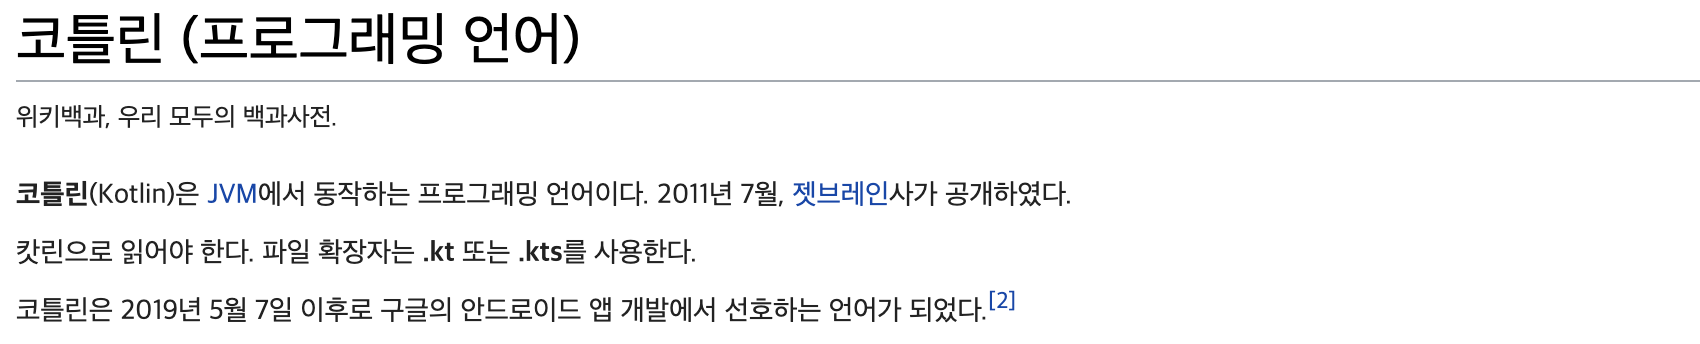 코틀린 (프로그래밍 언어)
위키백과, 우리 모두의 백과사전.
코틀린(Kotlin)은 JVM에서 동작하는 프로그래밍 언어이다. 2011년 7월, 젯브레인사가 공개하였다.
캇린으로 읽어야 한다. 파일 확장자는 .kt 또는 .kts를 사용한다.
코틀린은 2019년 5월 7일 이후로 구글의 안드로이드 앱 개발에서 선호하는 언어가 되었다.[2]